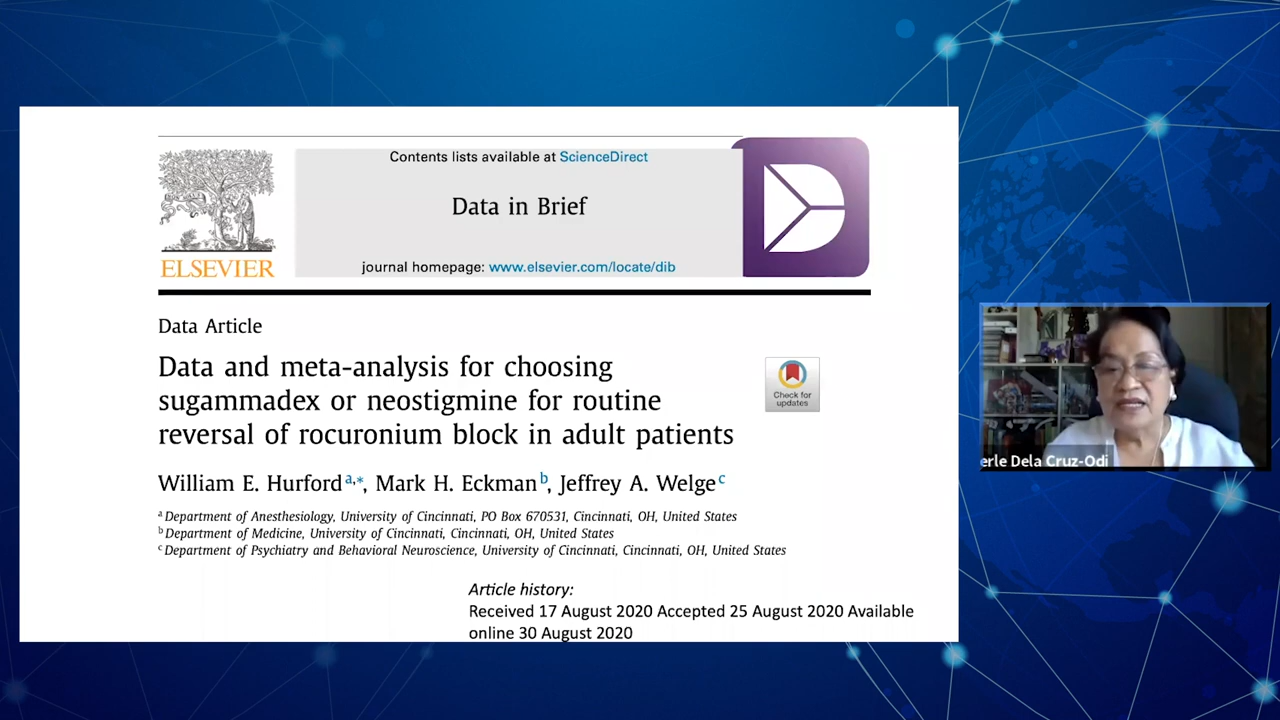 Contents lists available at ScienceDirect
Data in Brief
journal homepage: www.elsevier.com/locate/dib
ELSEVIER
Data Article
Data and meta-analysis for choosing
sugammadex or neostigmine for routine
reversal of rocuronium block in adult patients
Check for
updates
William E. Hurford a,*, Mark H. Eckman b, Jeffrey A. Welge c
a Department of Anesthesiology, University of Cincinnati, PO Box 670531, Cincinnati, OH, United States
b Department of Medicine, University of Cincinnati, Cincinnati, OH, United States
c Department of Psychiatry and Behavioral Neuroscience, University of Cincinnati, Cincinnati, OH, United States
Article history:
Received 17 August 2020 Accepted 25 August 2020 Available
online 30 August 2020
erle Dela Cruz-Odi